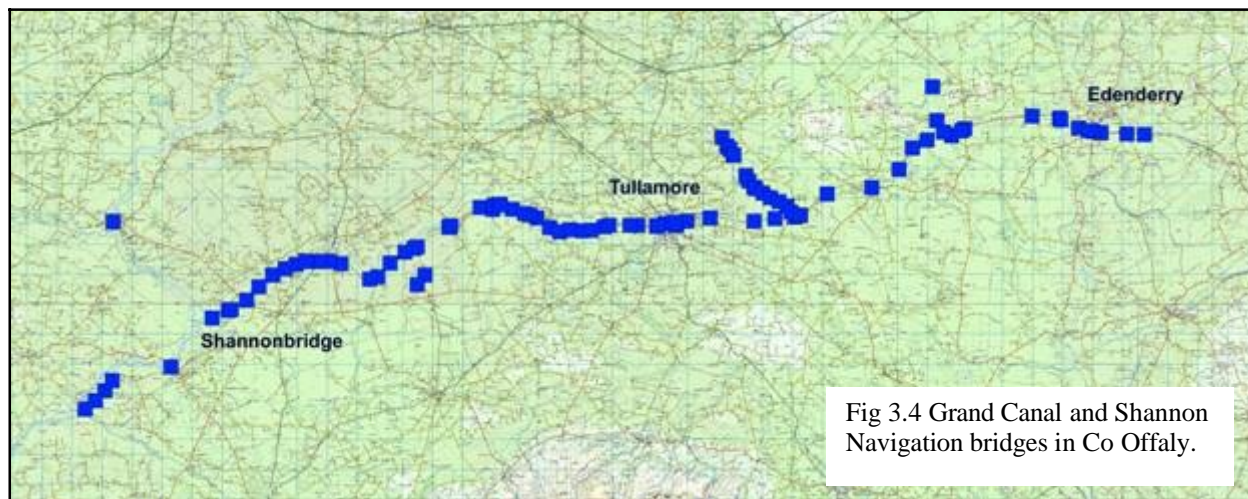 Edenderry
Tullamore
Shannonbridge
Fig 3.4 Grand Canal and Shannon
Navigation bridges in Co Offaly.